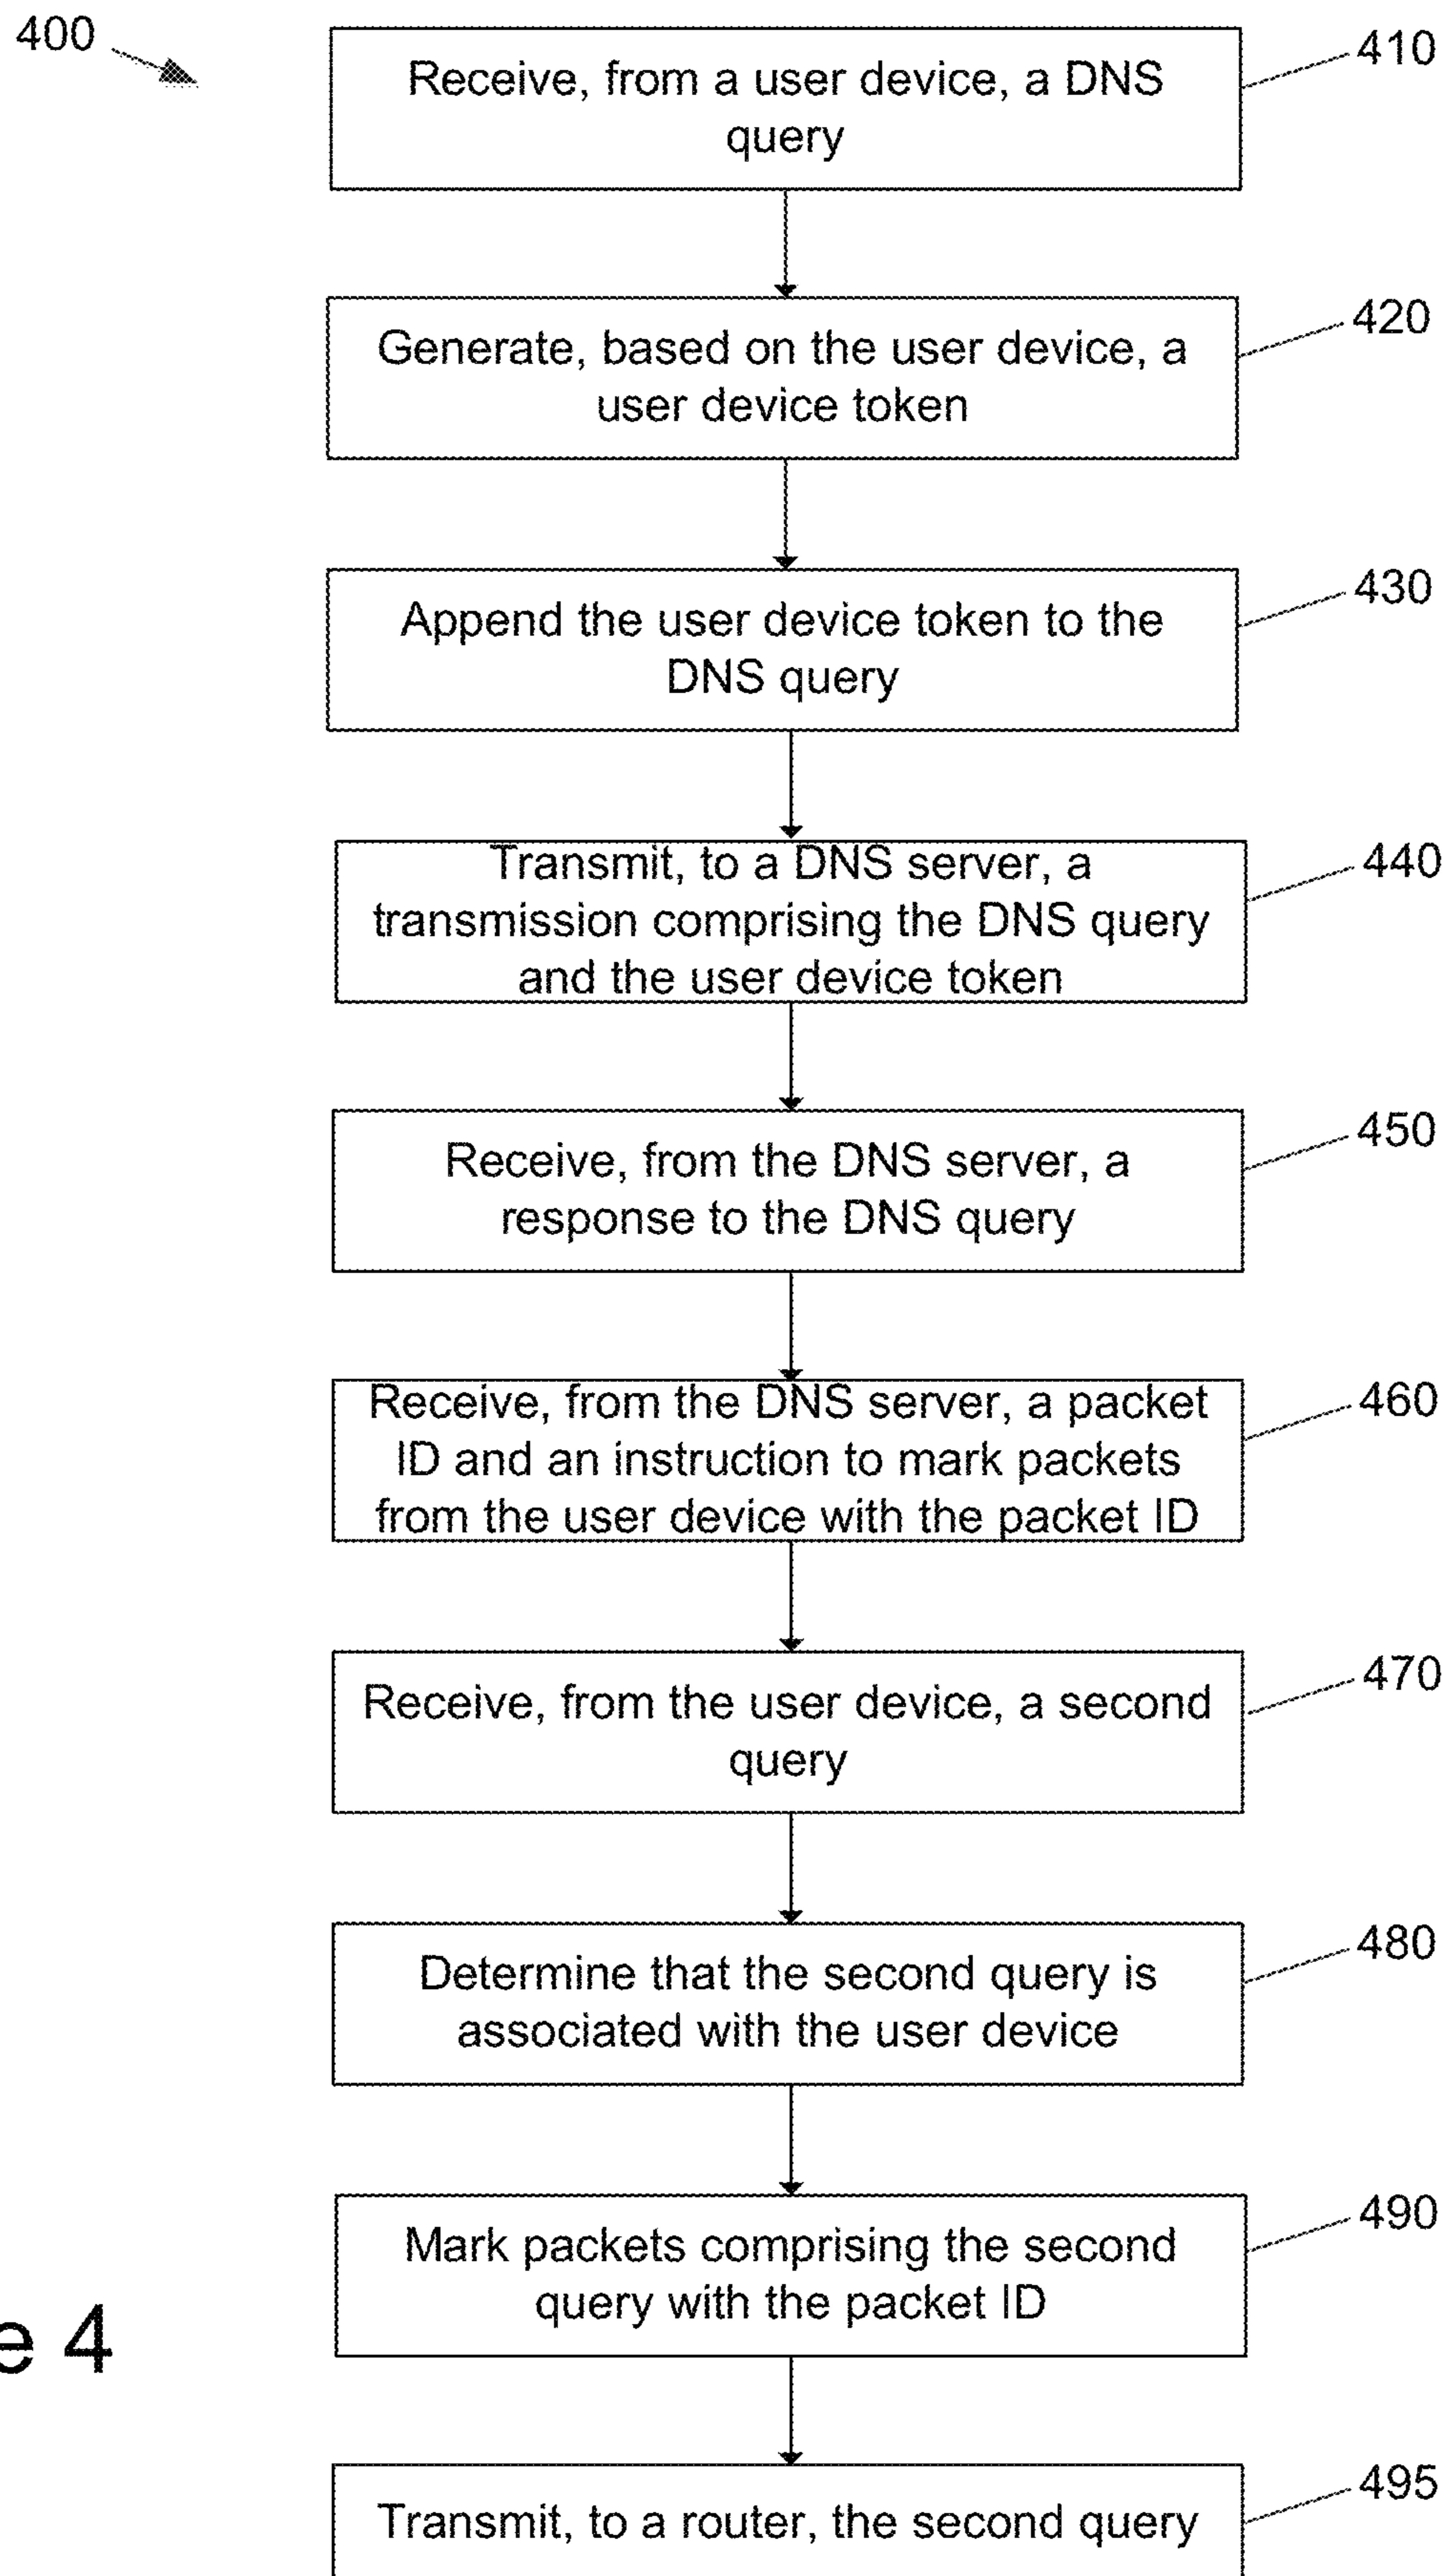 400
Receive, from a user device, a DNS
query
410
Generate, based on the user device, a
user device token
420
Append the user device token to the
DNS query
430
Transmit, to a DNS server, a
transmission comprising the DNS query
and the user device token
440
Receive, from the DNS server, a
response to the DNS query
450
Receive, from the DNS server, a packet
ID and an instruction to mark packets
from the user device with the packet ID
460
Receive, from the user device, a second
query
470
Determine that the second query is
associated with the user device
480
Mark packets comprising the second
query with the packet ID
490
e 4
Transmit, to a router, the second query
495